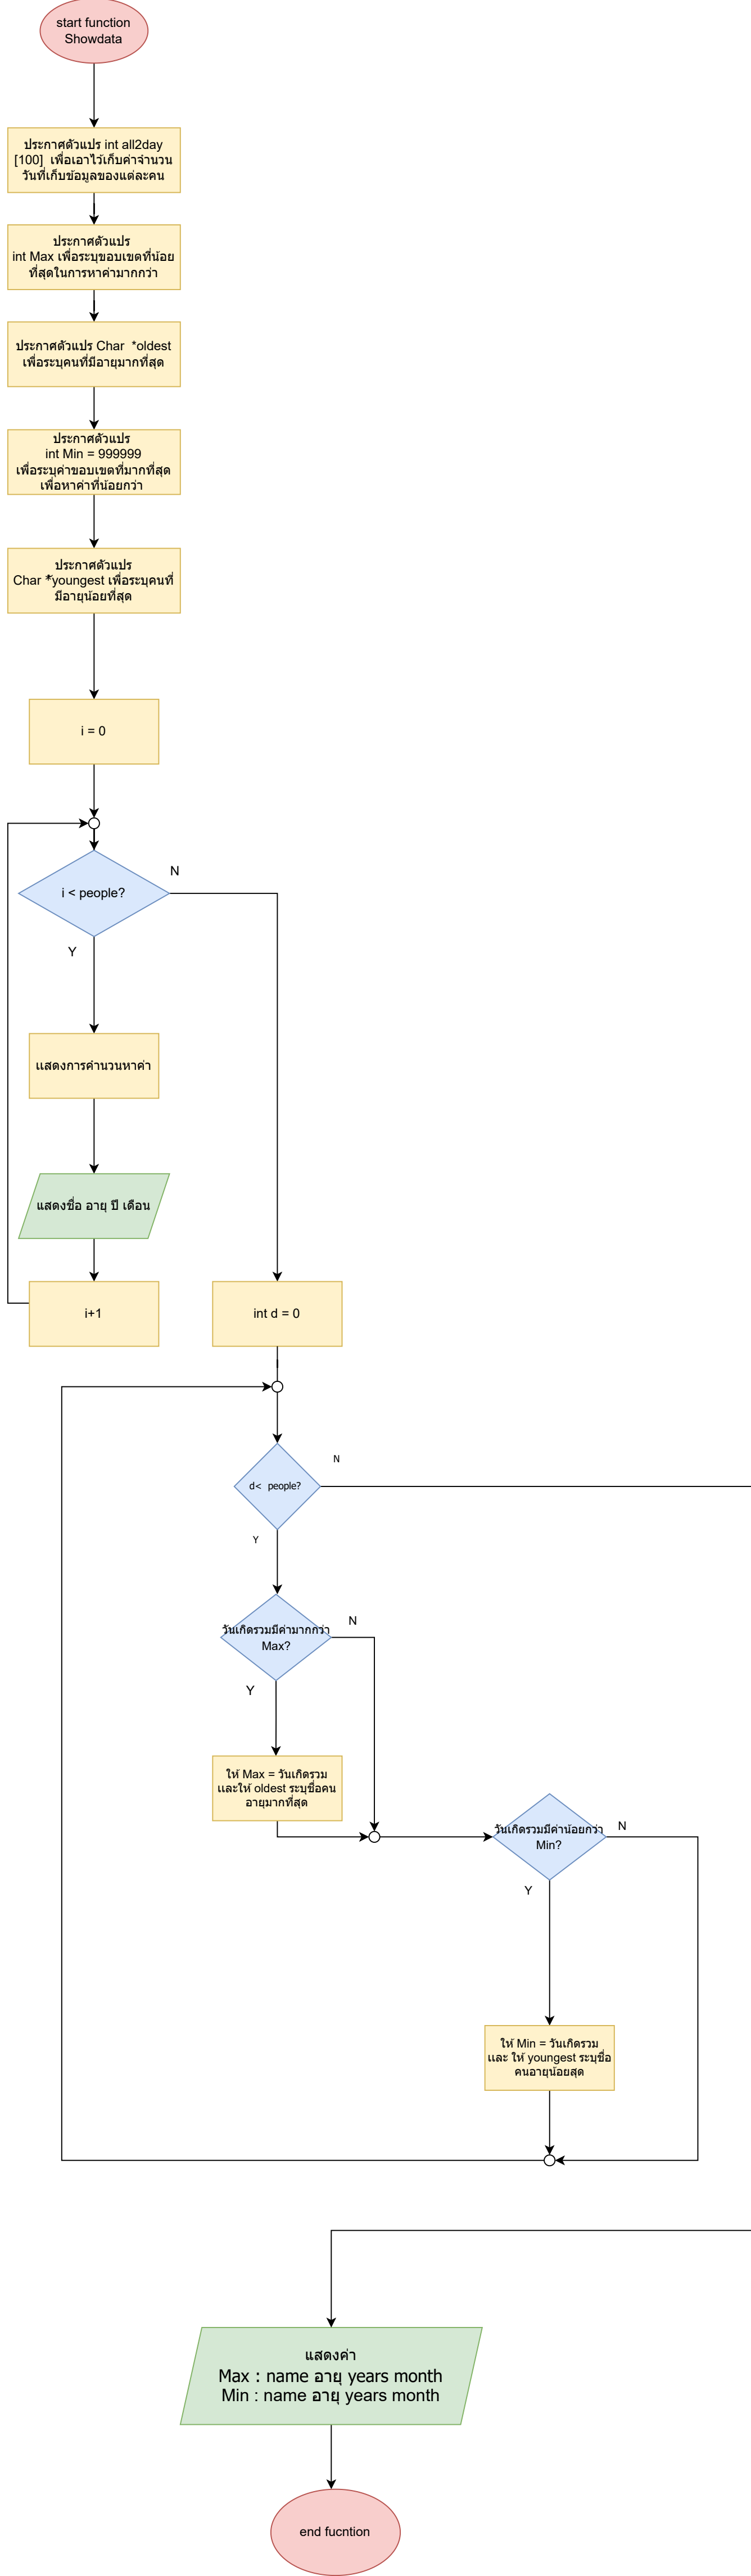 start function
Showdata
ประกาศตัวแปร int all2day
[100] เพื่อเอาไว้เก็บค่าจำนวน
วันที่เก็บข้อมูลของแต่ละคน
ประกาศตัวแปร
int Max เพื่อระบุขอบเขตที่น้อย
ที่สุดในการหาค่ามากกว่า
ประกาศตัวแปร Char *oldest
เพื่อระบุคนที่มีอายุมากที่สุด
ประกาศตัวแปร
int Min = 999999
เพื่อระบุค่าขอบเขตที่มากที่สุด
เพื่อหาค่าที่น้อยกว่า
ประกาศตัวแปร
Char *youngest เพื่อระบุคนที่
มีอายุน้อยที่สุด
i = 0
i < people?
N
Y
แสดงการคำนวนหาค่า
แสดงชื่อ อายุ ปี เดือน
i+1
int d = 0
d< people?
N
Y
วันเกิดรวมมีค่ามากกว่า
Max?
N
Y
ให้ Max = วันเกิดรวม
และให้ oldest ระบุชื่อคน
อายุมากที่สุด
วันเกิดรวมมีค่าน้อยกว่า
Min?
N
Y
ให้ Min = วันเกิดรวม
และ ให้ youngest ระบุชื่อ
คนอายุน้อยสุด
แสดงค่า
Max : name อายุ years month
Min : name อายุ years month
end fucntion